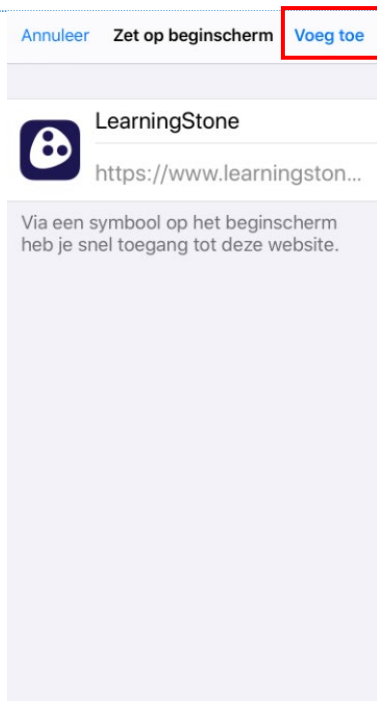 Annuleer Zet op beginscherm Voeg toe
LearningStone
https://www.learningston...
Via een symbool op het beginscherm
heb je snel toegang tot deze website.